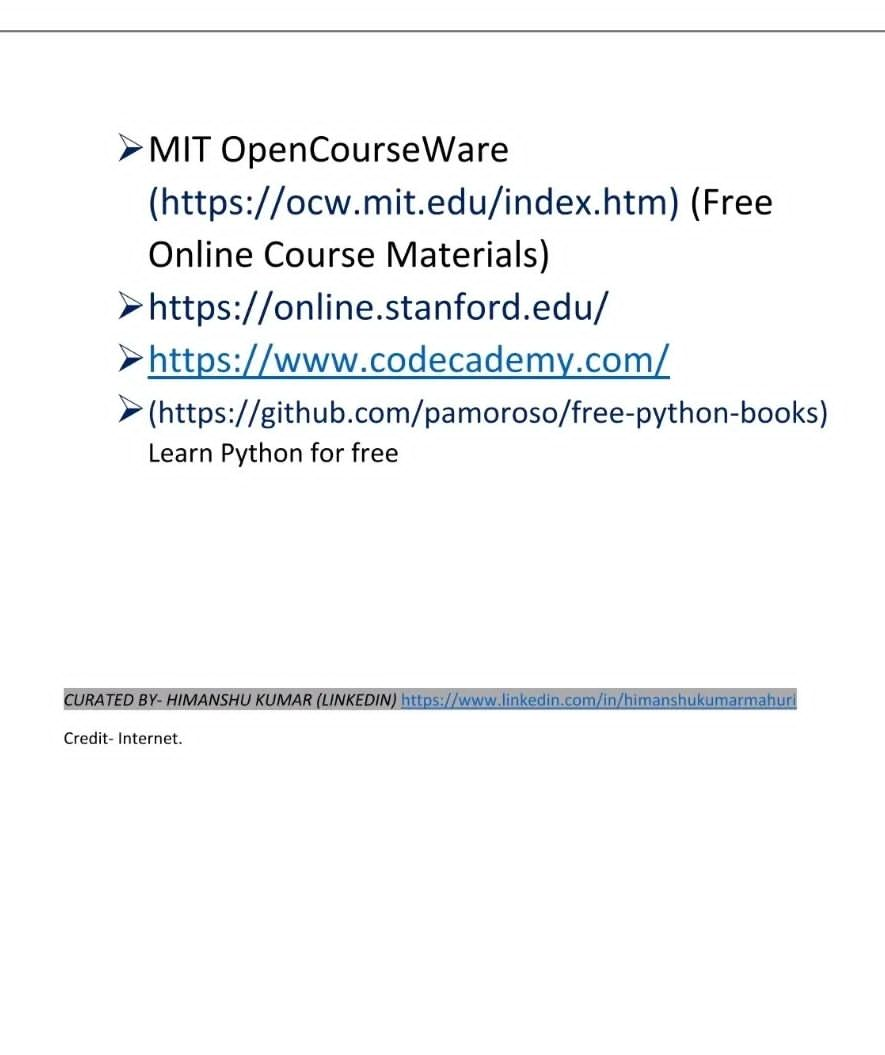 ➢MIT OpenCourseWare
(https://ocw.mit.edu/index.htm) (Free
Online Course Materials)
➢https://online.stanford.edu/
➢https://www.codecademy.com/
➢(https://github.com/pamoroso/free-python-books)
Learn Python for free
CURATED BY- HIMANSHU KUMAR (LINKEDIN) https://www.linkedin.com/in/himanshukumarmahuri
Credit- Internet.